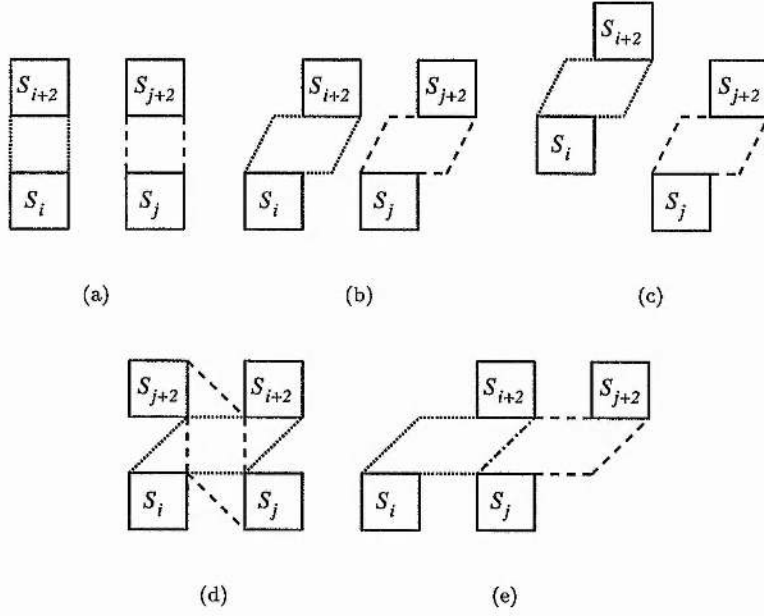 S_{i+2} S_{j+2} S_{i+2} S_{j+2} S_{i+2} S_{j+2}
S_i S_j S_i S_j S_i S_j
(a) (b) (c)
S_{j+2} S_{i+2} S_{i+2} S_{j+2}
S_i S_j S_i S_j
(d) (e)